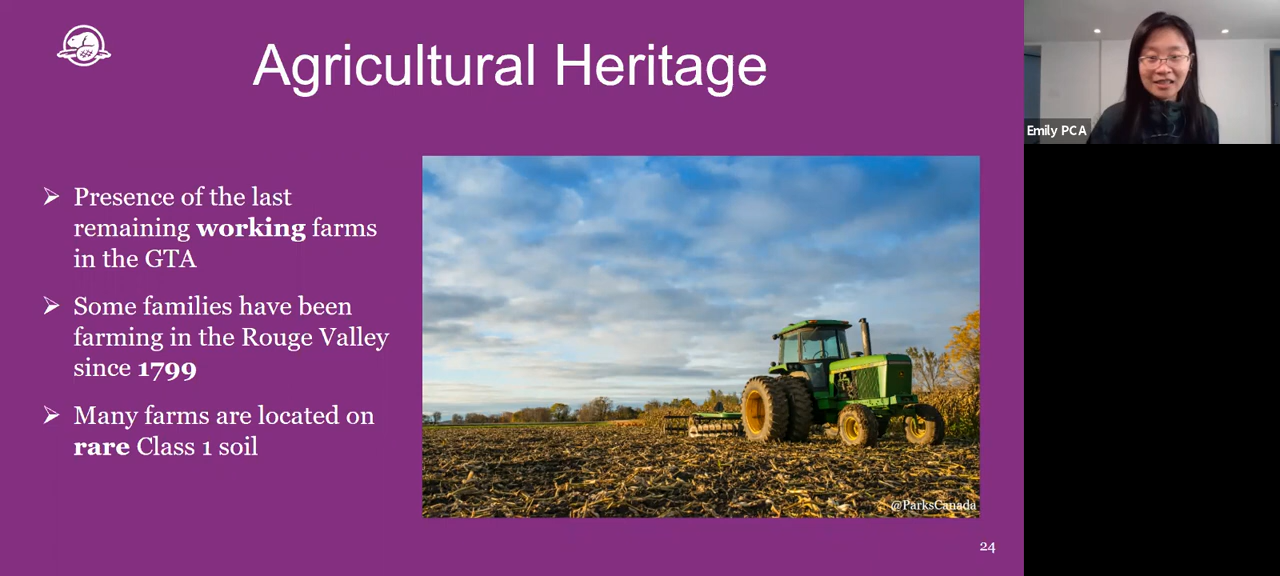 Agricultural Heritage
Emily PCA
➢ Presence of the last
remaining working farms
in the GTA
➢ Some families have been
farming in the Rouge Valley
since 1799
➢ Many farms are located on
rare Class 1 soil
@ParksCanada
24